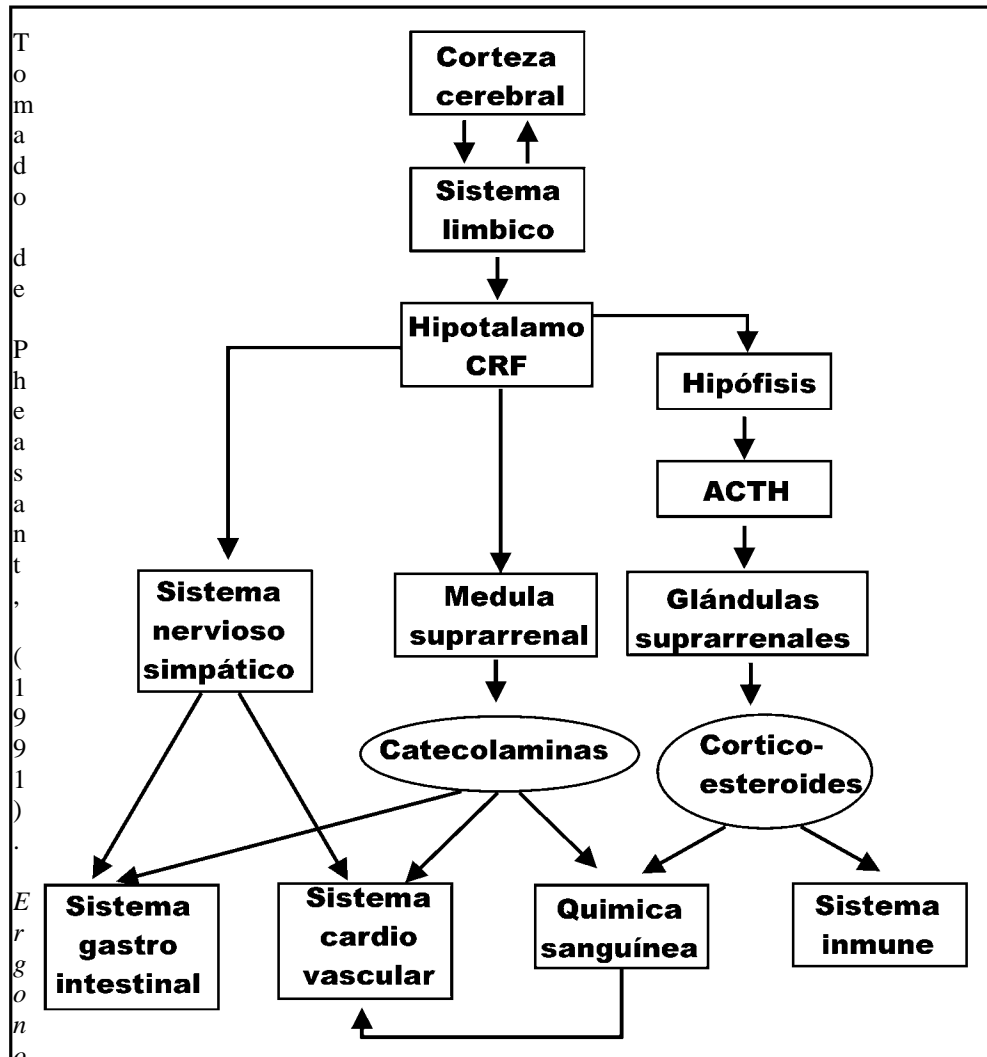 Tomado de Pheasant, (1991). Ergono
Corteza
cerebral
Sistema
limbico
Hipotalamo
CRF
Hipófisis
ACTH
Sistema
nervioso
simpático
Medula
suprarrenal
Glándulas
suprarrenales
Catecolaminas
Cortico-
esteroides
Sistema
gastro
intestinal
Sistema
cardio
vascular
Quimica
sanguínea
Sistema
inmune